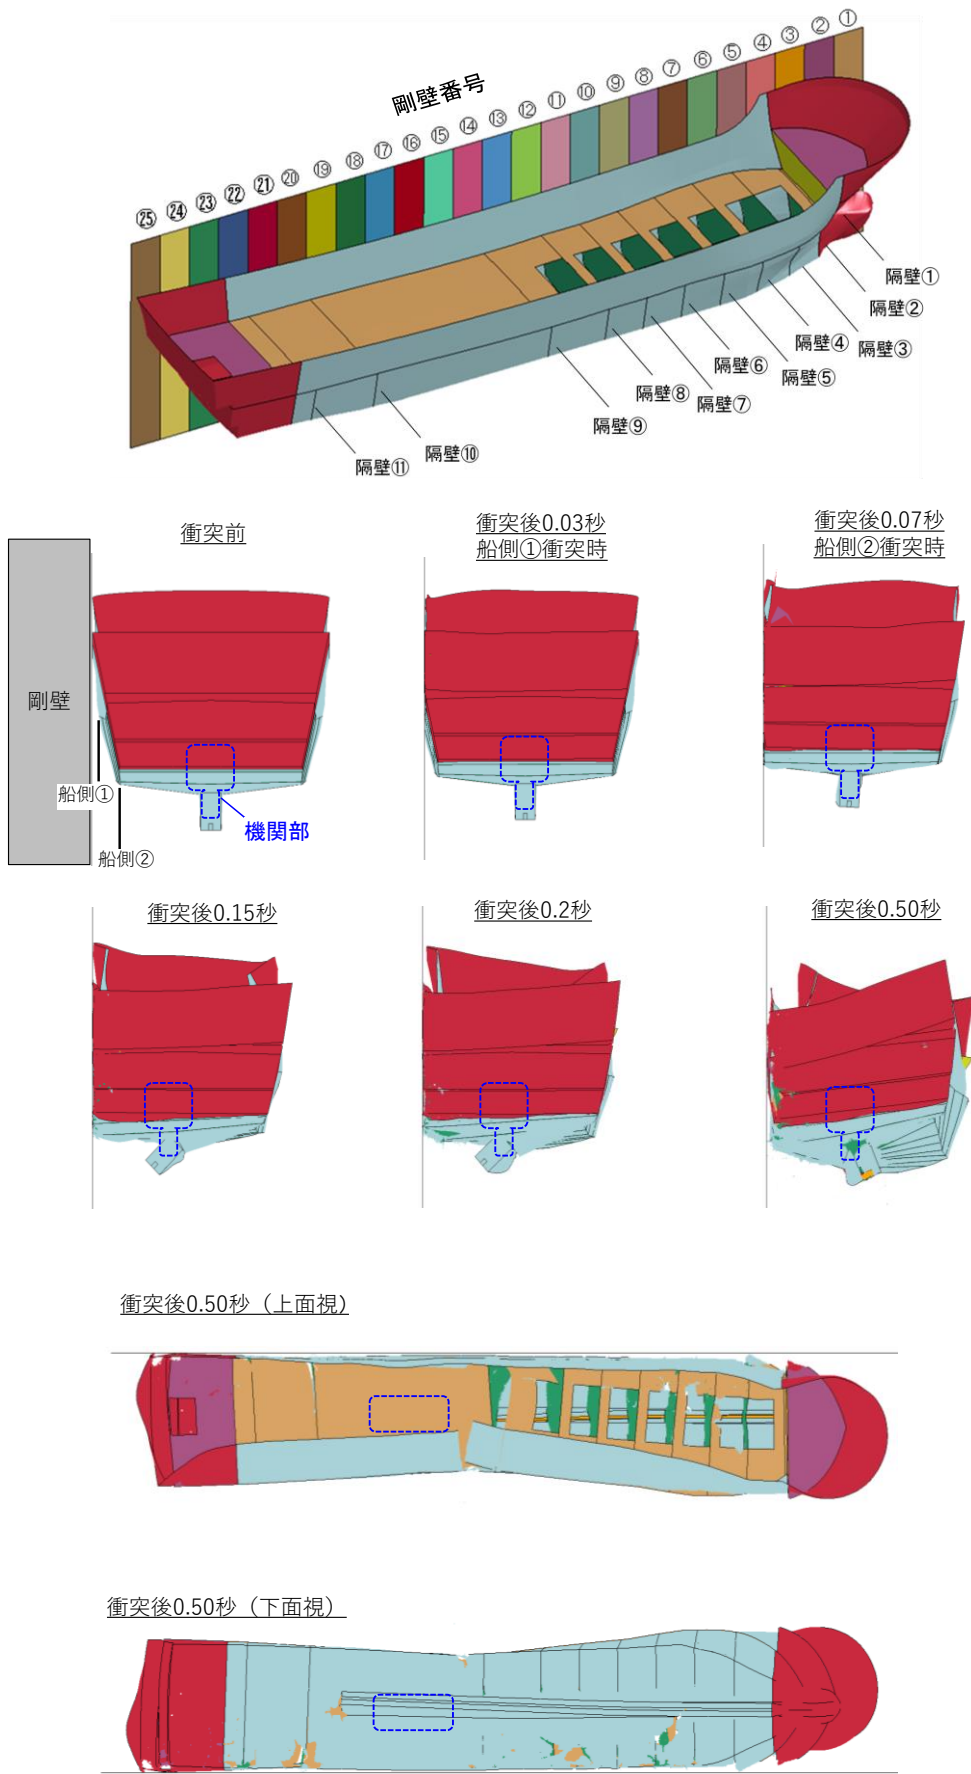 剛壁番号
①
②
③
④
⑤
⑥
⑦
⑧
⑨
⑩
⑪
⑫
⑬
⑭
⑮
⑯
⑰
⑱
⑲
⑳
㉑
㉒
㉓
㉔
㉕
隔壁①
隔壁②
隔壁③
隔壁④
隔壁⑤
隔壁⑥
隔壁⑦
隔壁⑧
隔壁⑨
隔壁⑩
隔壁⑪
衝突前
衝突後0.03秒
船側①衝突時
衝突後0.07秒
船側②衝突時
剛壁
船側①
船側②
機関部
衝突後0.15秒
衝突後0.2秒
衝突後0.50秒
衝突後0.50秒（上面視)
衝突後0.50秒（下面視）